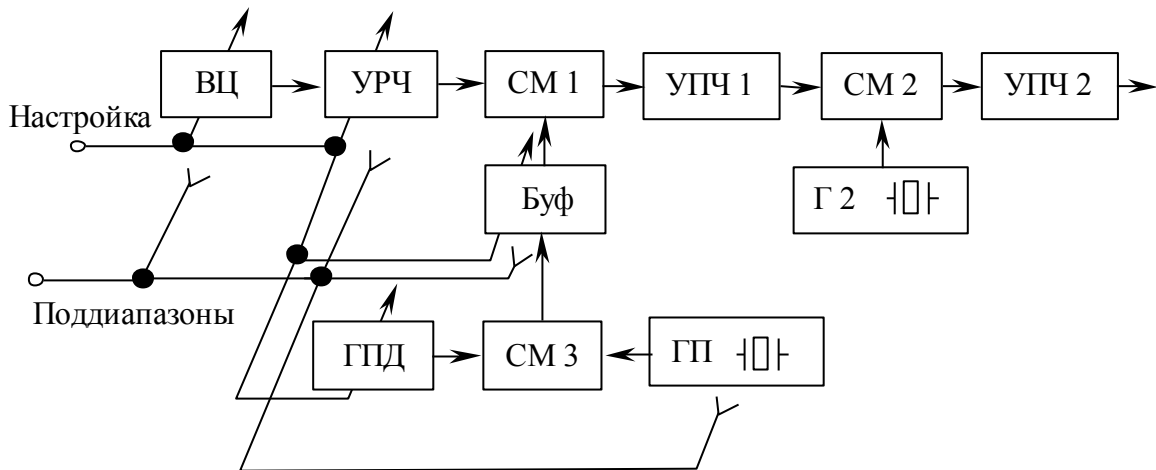 ВЦ
УРЧ
СМ 1
УПЧ 1
СМ 2
УПЧ 2
Настройка
Буф
Г 2
Поддиапазоны
ГПД
СМ 3
ГП